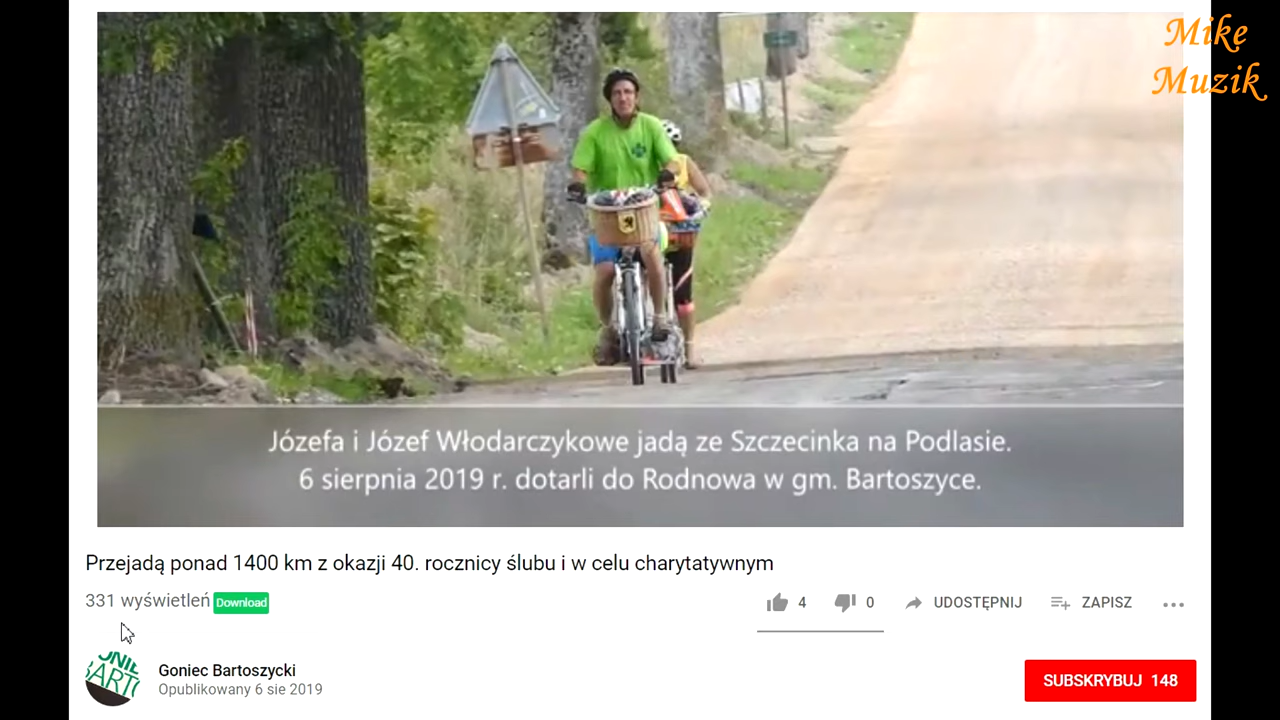 Mike
Muzik
Józefa i Józef Włodarczykowe jadą ze Szczecinka na Podlasie.
6 sierpnia 2019 r. dotarli do Rodnowa w gm. Bartoszyce.
Przejadą ponad 1400 km z okazji 40. rocznicy ślubu i w celu charytatywnym
331 wyświetleń Download
4 0 UDOSTĘPNIJ ZAPISZ
Goniec Bartoszycki
Opublikowany 6 sie 2019
SUBSKRYBUJ 148